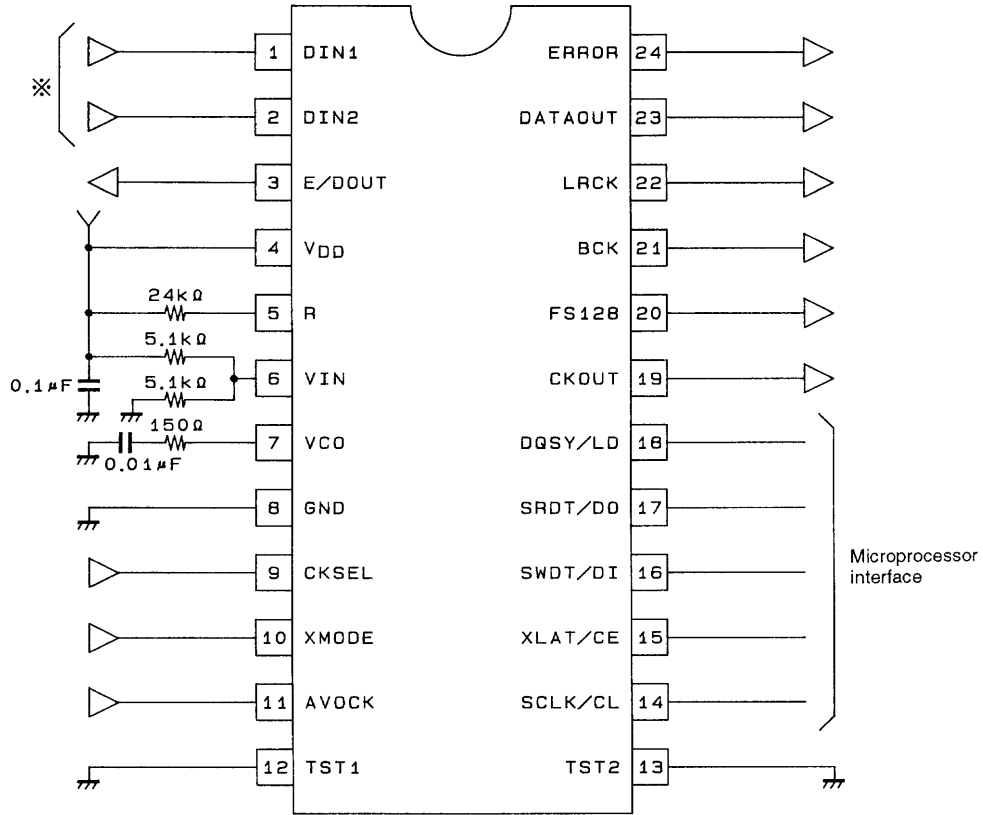 ※
1 DIN1
2 DIN2
3 E/DOUT
4 VDD
24kΩ
5 R
5.1kΩ
0.1μF
5.1kΩ
6 VIN
150Ω
0.01μF
7 VCO
8 GND
9 CKSEL
10 XMODE
11 AVOCK
12 TST1
ERROR 24
DATAOUT 23
LRCK 22
BCK 21
FS128 20
CKOUT 19
DQSY/LD 18
SRDT/DO 17
SWDT/DI 16
XLAT/CE 15
SCLK/CL 14
TST2 13
Microprocessor
interface